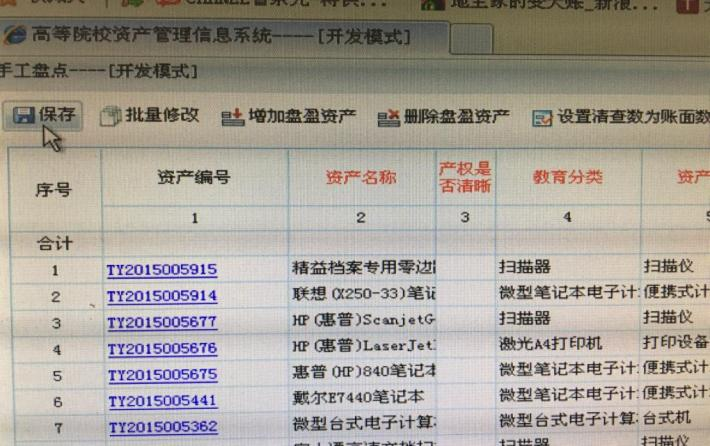 高等院校资产管理信息系统----[开发模式]
手工盘点----[开发模式]
保存 批量修改 增加盘盈资产 删除盘盈资产 设置清查数为账面数
序号 资产编号 资产名称 产权是否清晰 教育分类 资产
1 2 3 4
合计
1 TY2015005915 精益档案专用零边 扫描器 扫描仪
2 TY2015005914 联想(X250-33)笔记 微型笔记本电子计 便携式计
3 TY2015005677 HP(惠普)ScanjetG 扫描器 扫描仪
4 TY2015005676 HP(惠普)LaserJet 激光A4打印机 打印设备
5 TY2015005675 惠普(HP)840笔记本 微型笔记本电子计 便携式计
6 TY2015005441 戴尔E7440笔记本 微型笔记本电子计 便携式计
7 TY2015005362 微型台式电子计算 微型台式电子计算 台式机